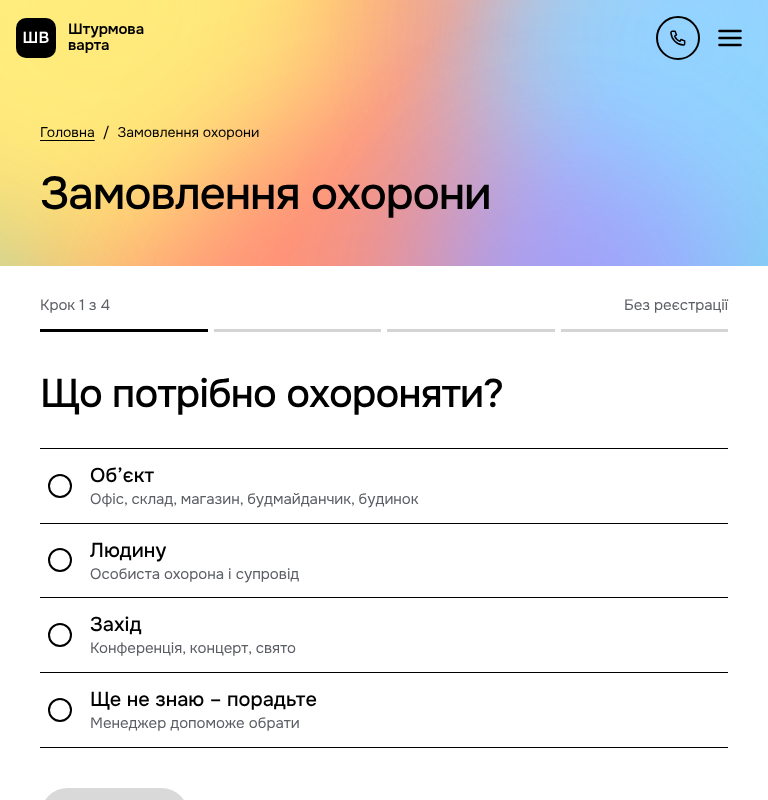 ШВ
Штурмова
варта
Головна / Замовлення охорони
Замовлення охорони
Крок 1 з 4
Без реєстрації
Що потрібно охороняти?
Об’єкт
Офіс, склад, магазин, будмайданчик, будинок
Людину
Особиста охорона і супровід
Захід
Конференція, концерт, свято
Ще не знаю – порадьте
Менеджер допоможе обрати